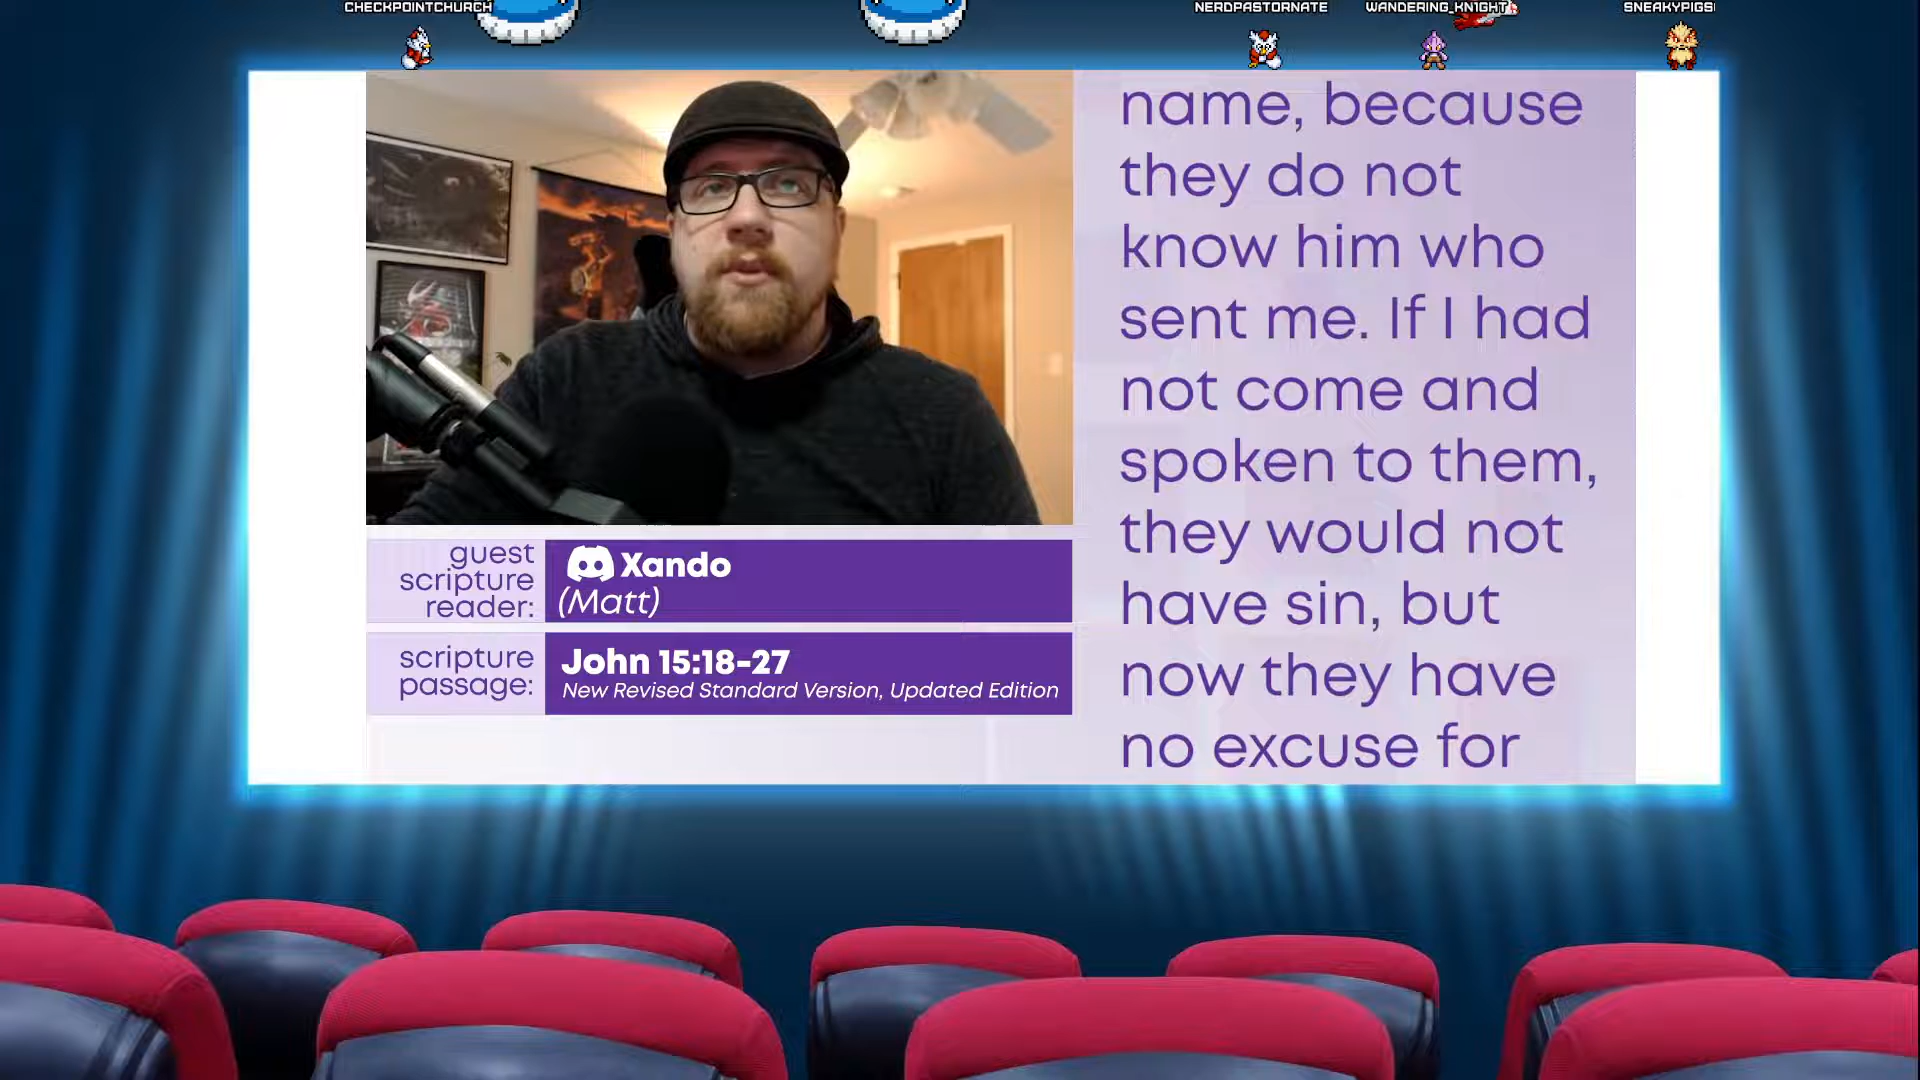 CHECKPOINTCHURCH
NERDPASTORNATE
WANDERING_KN1GHT
SNEAKYPIGS
name, because
they do not
know him who
sent me. If I had
not come and
spoken to them,
they would not
have sin, but
now they have
no excuse for
guest
scripture
reader:
Xando
(Matt)
scripture
passage:
John 15:18-27
New Revised Standard Version, Updated Edition